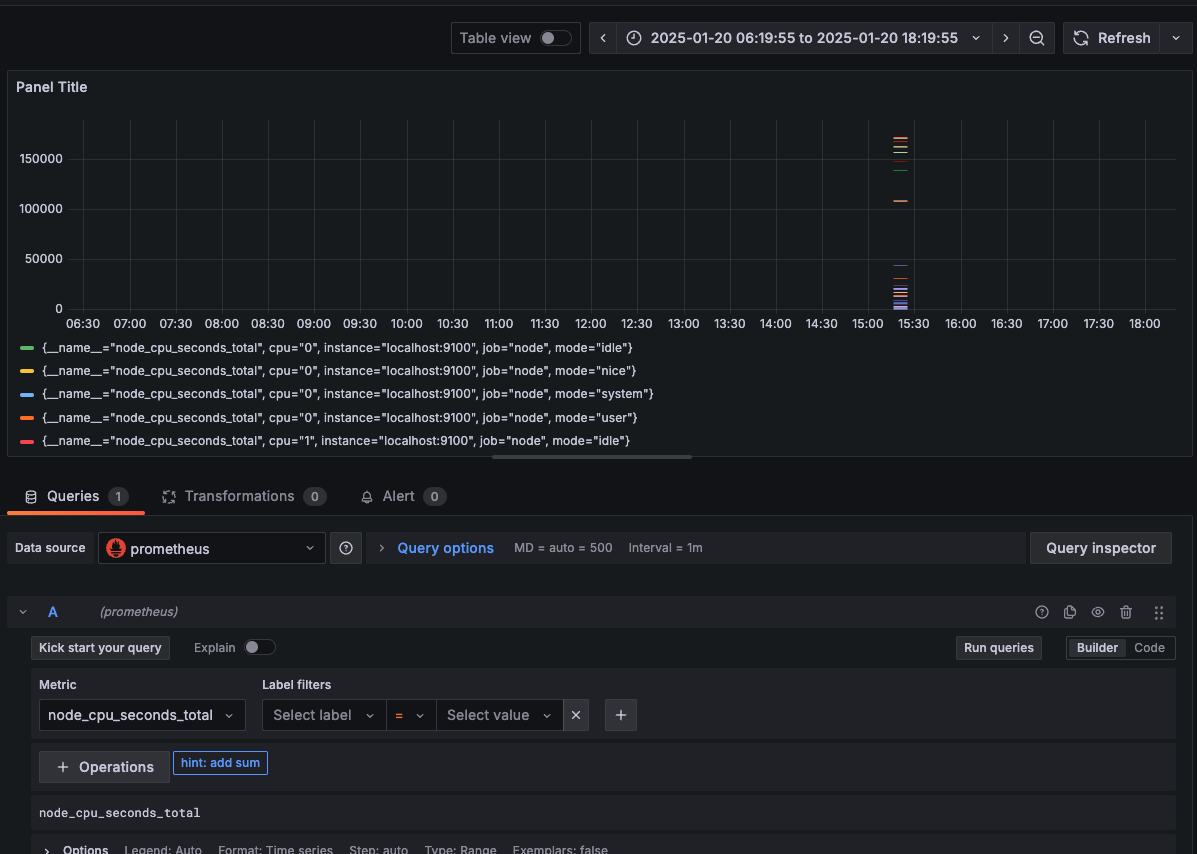 Table view 2025-01-20 06:19:55 to 2025-01-20 18:19:55 Refresh
Panel Title
150000
100000
50000
0
06:30 07:00 07:30 08:00 08:30 09:00 09:30 10:00 10:30 11:00 11:30 12:00 12:30 13:00 13:30 14:00 14:30 15:00 15:30 16:00 16:30 17:00 17:30 18:00
{__name__="node_cpu_seconds_total", cpu="0", instance="localhost:9100", job="node", mode="idle"}
{__name__="node_cpu_seconds_total", cpu="0", instance="localhost:9100", job="node", mode="nice"}
{__name__="node_cpu_seconds_total", cpu="0", instance="localhost:9100", job="node", mode="system"}
{__name__="node_cpu_seconds_total", cpu="0", instance="localhost:9100", job="node", mode="user"}
{__name__="node_cpu_seconds_total", cpu="1", instance="localhost:9100", job="node", mode="idle"}
Queries 1 Transformations 0 Alert 0
Data source prometheus Query options MD = auto = 500 Interval = 1m Query inspector
A (prometheus)
Kick start your query Explain Run queries Builder Code
Metric Label filters
node_cpu_seconds_total Select label = Select value
+ Operations hint: add sum
node_cpu_seconds_total
Options Legend: Auto Format: Time series Step: auto Type: Range Exemplars: false